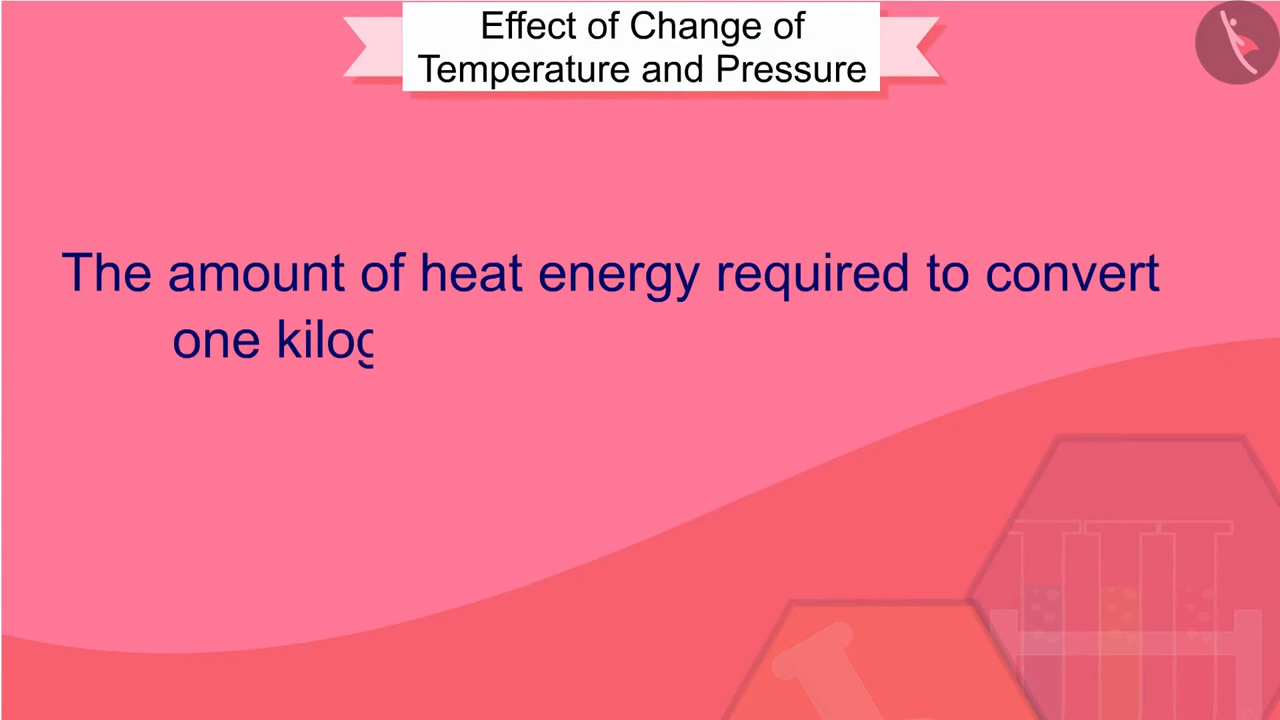 Effect of Change of
Temperature and Pressure
The amount of heat energy required to convert
one kilog